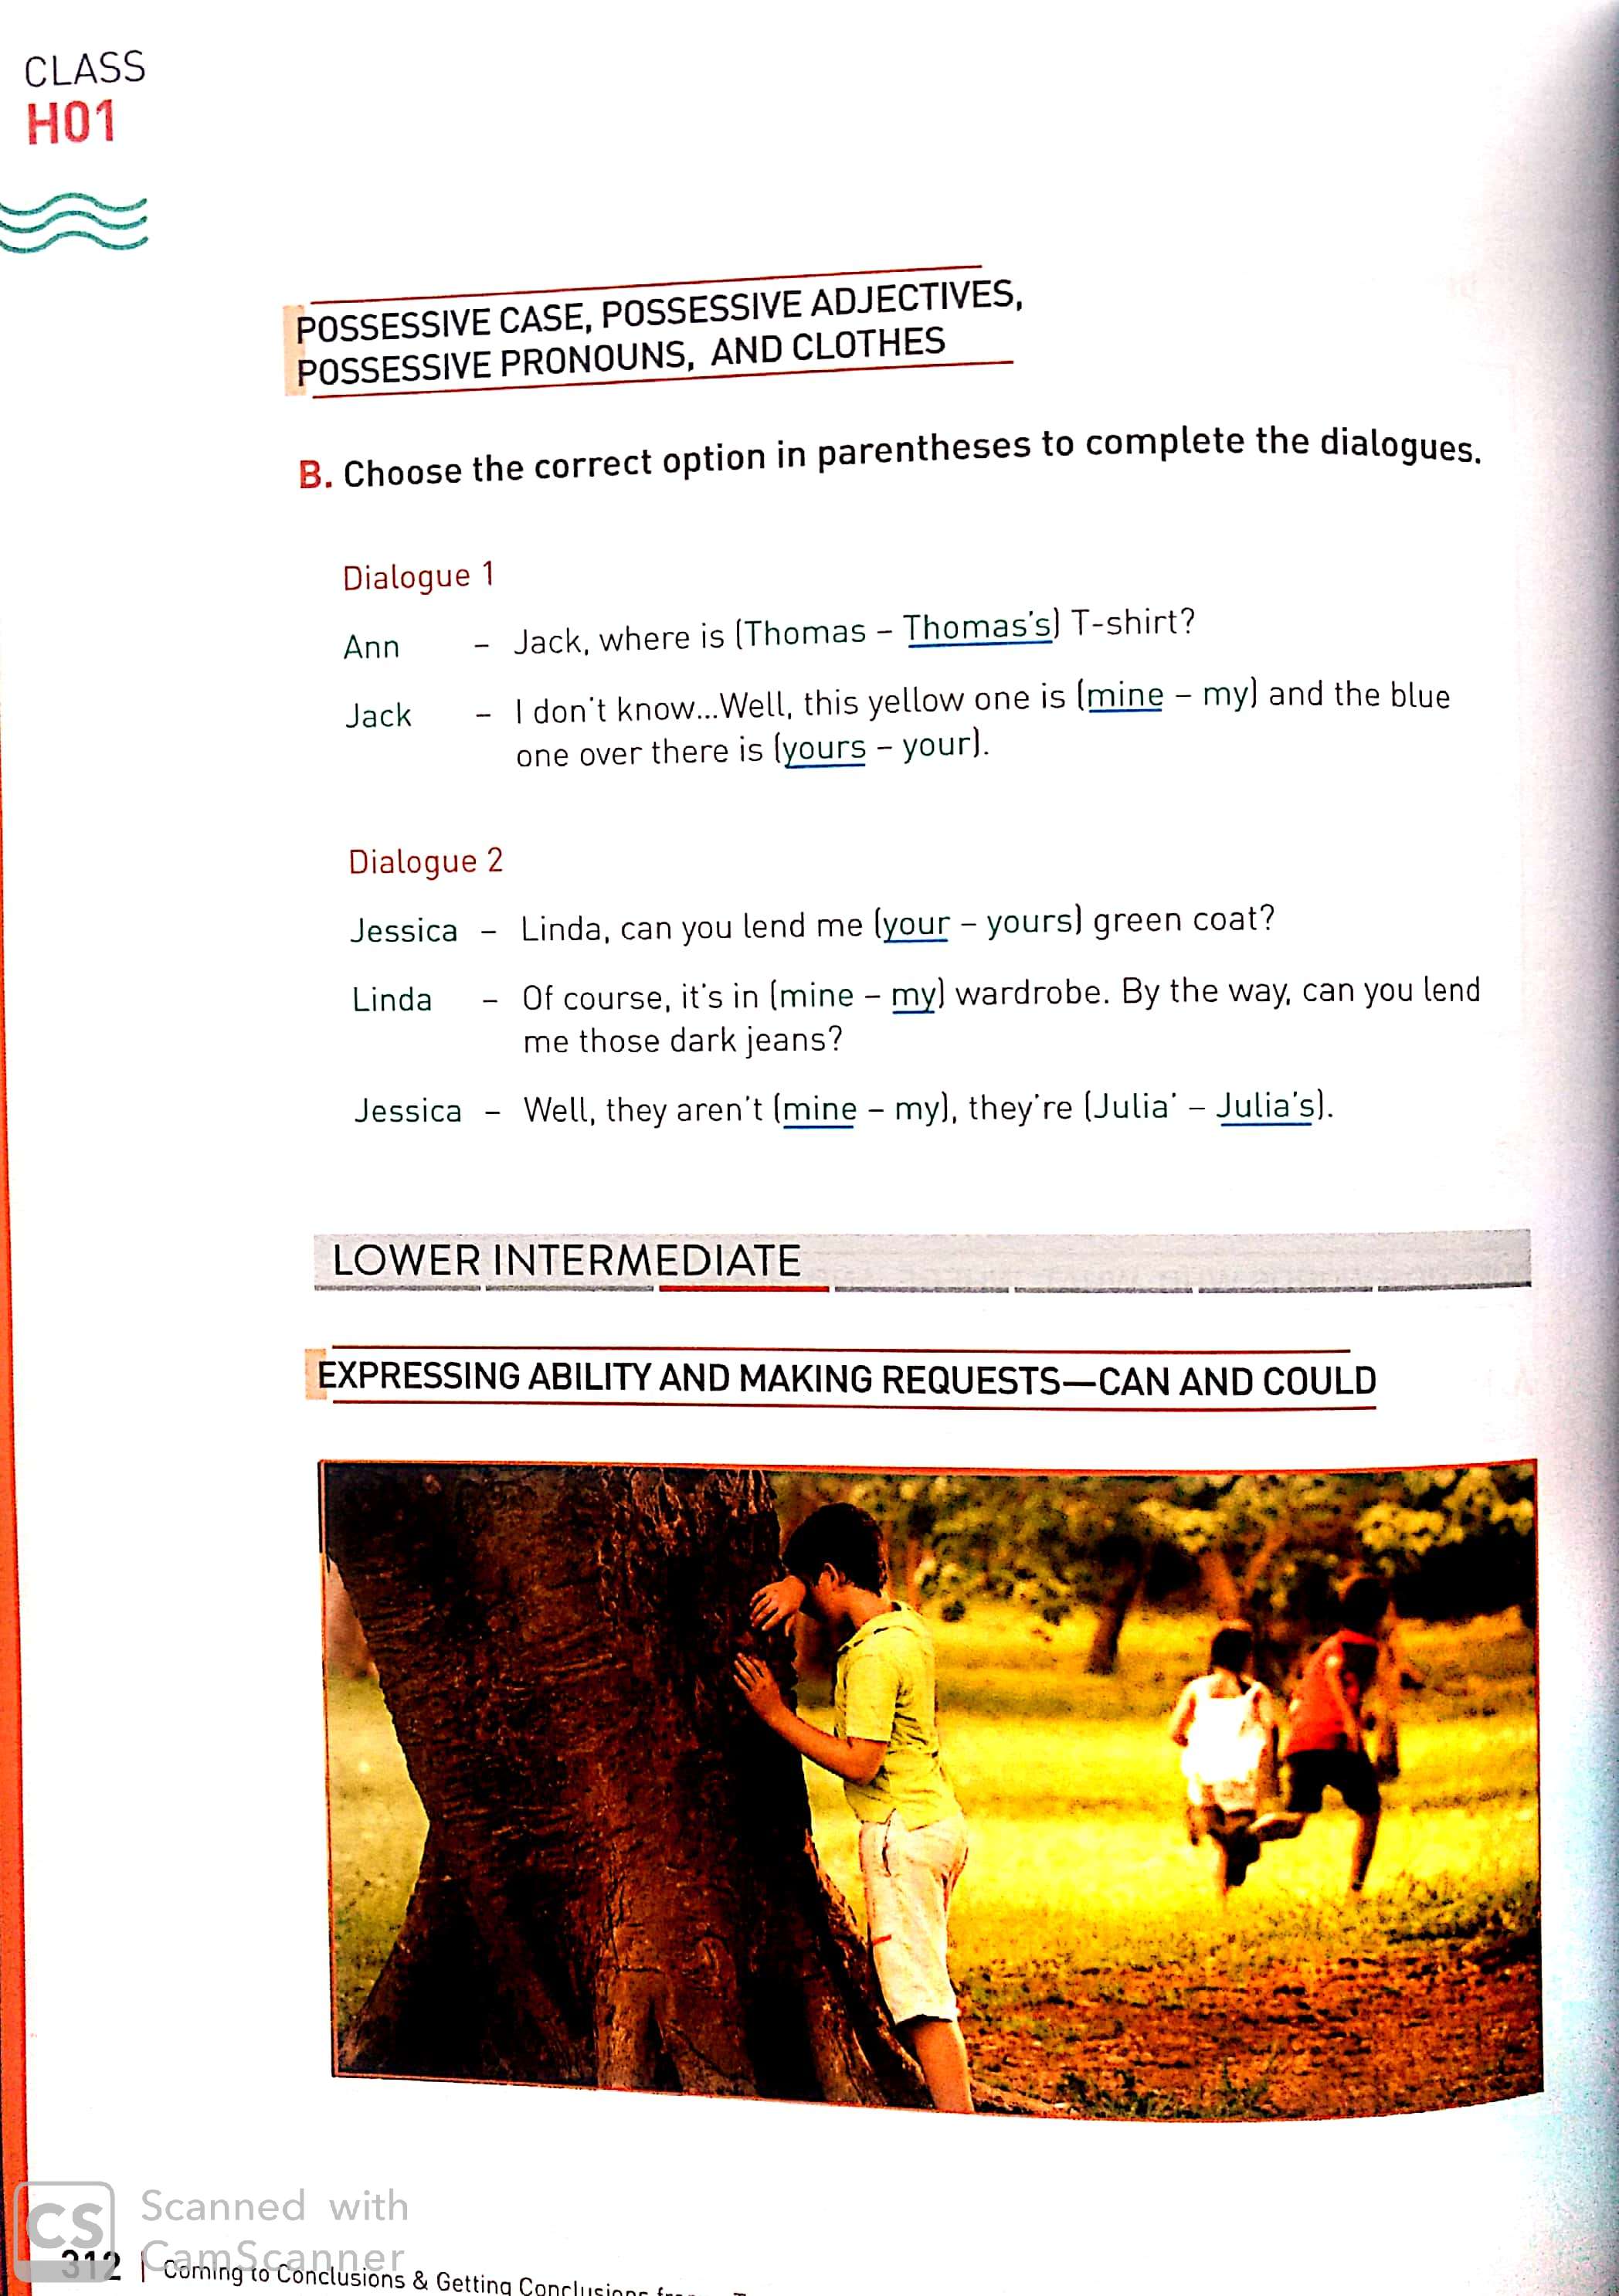 CLASS
H01
POSSESSIVE CASE, POSSESSIVE ADJECTIVES,
POSSESSIVE PRONOUNS, AND CLOTHES
B. Choose the correct option in parentheses to complete the dialogues.
Dialogue 1
Ann – Jack, where is (Thomas – Thomas's) T-shirt?
Jack – I don't know...Well, this yellow one is (mine – my) and the blue
one over there is (yours – your).
Dialogue 2
Jessica – Linda, can you lend me (your – yours) green coat?
Linda – Of course, it's in (mine – my) wardrobe. By the way, can you lend
me those dark jeans?
Jessica – Well, they aren't (mine – my), they're (Julia' – Julia's).
LOWER INTERMEDIATE
EXPRESSING ABILITY AND MAKING REQUESTS—CAN AND COULD
CS Scanned with
CamScanner
312 | Coming to Conclusions & Getting Conclusions